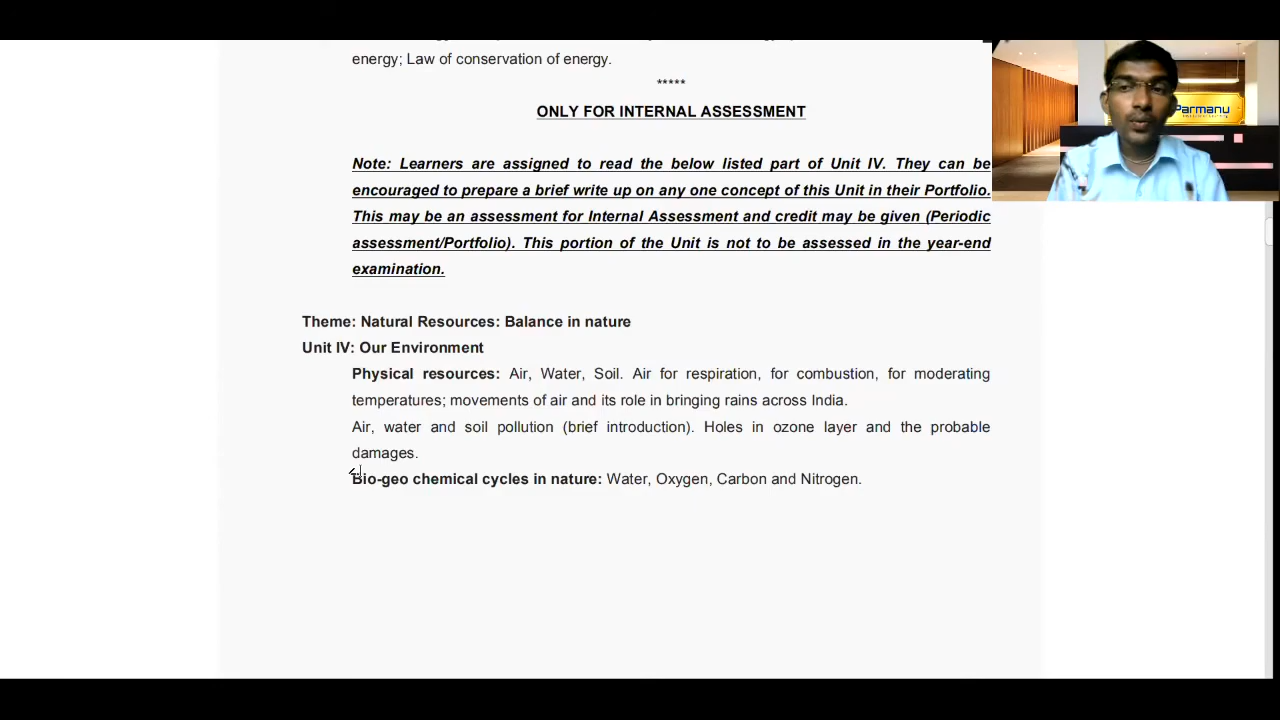 energy; Law of conservation of energy.
*****
ONLY FOR INTERNAL ASSESSMENT
Note: Learners are assigned to read the below listed part of Unit IV. They can be
encouraged to prepare a brief write up on any one concept of this Unit in their Portfolio.
This may be an assessment for Internal Assessment and credit may be given (Periodic
assessment/Portfolio). This portion of the Unit is not to be assessed in the year-end
examination.
Parmanu
Theme: Natural Resources: Balance in nature
Unit IV: Our Environment
Physical resources: Air, Water, Soil. Air for respiration, for combustion, for moderating
temperatures; movements of air and its role in bringing rains across India.
Air, water and soil pollution (brief introduction). Holes in ozone layer and the probable
damages.
Bio-geo chemical cycles in nature: Water, Oxygen, Carbon and Nitrogen.